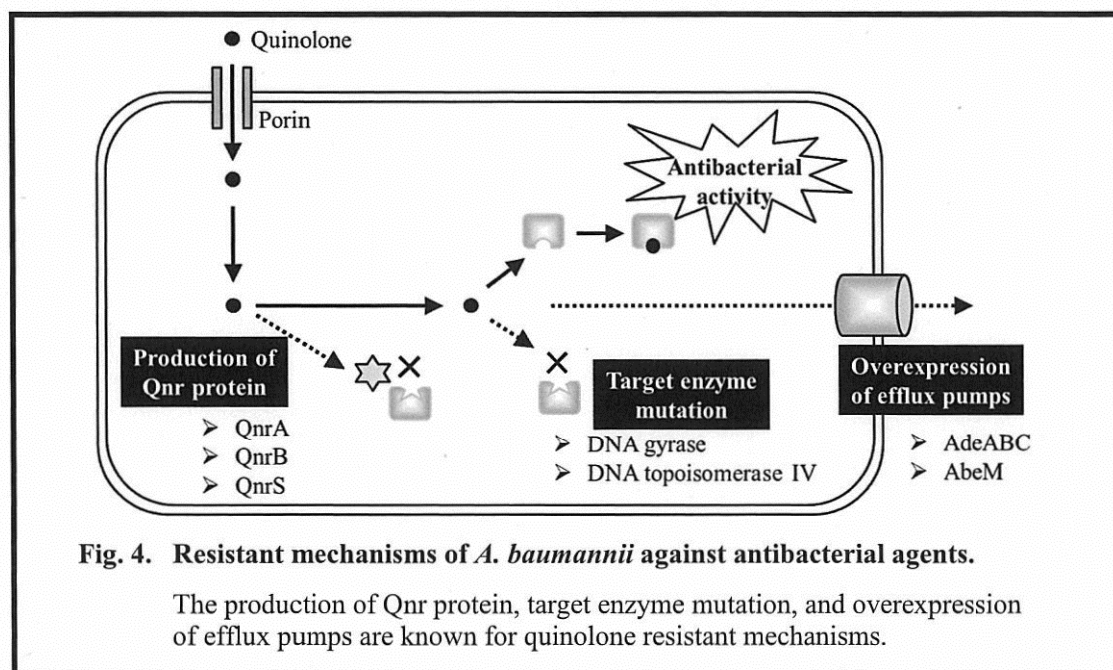 Quinolone
Porin
Antibacterial
activity
Production of
Qnr protein
➢ QnrA
➢ QnrB
➢ QnrS
Target enzyme
mutation
➢ DNA gyrase
➢ DNA topoisomerase IV
Overexpression
of efflux pumps
➢ AdeABC
➢ AbeM
Fig. 4. Resistant mechanisms of A. baumannii against antibacterial agents.
The production of Qnr protein, target enzyme mutation, and overexpression
of efflux pumps are known for quinolone resistant mechanisms.